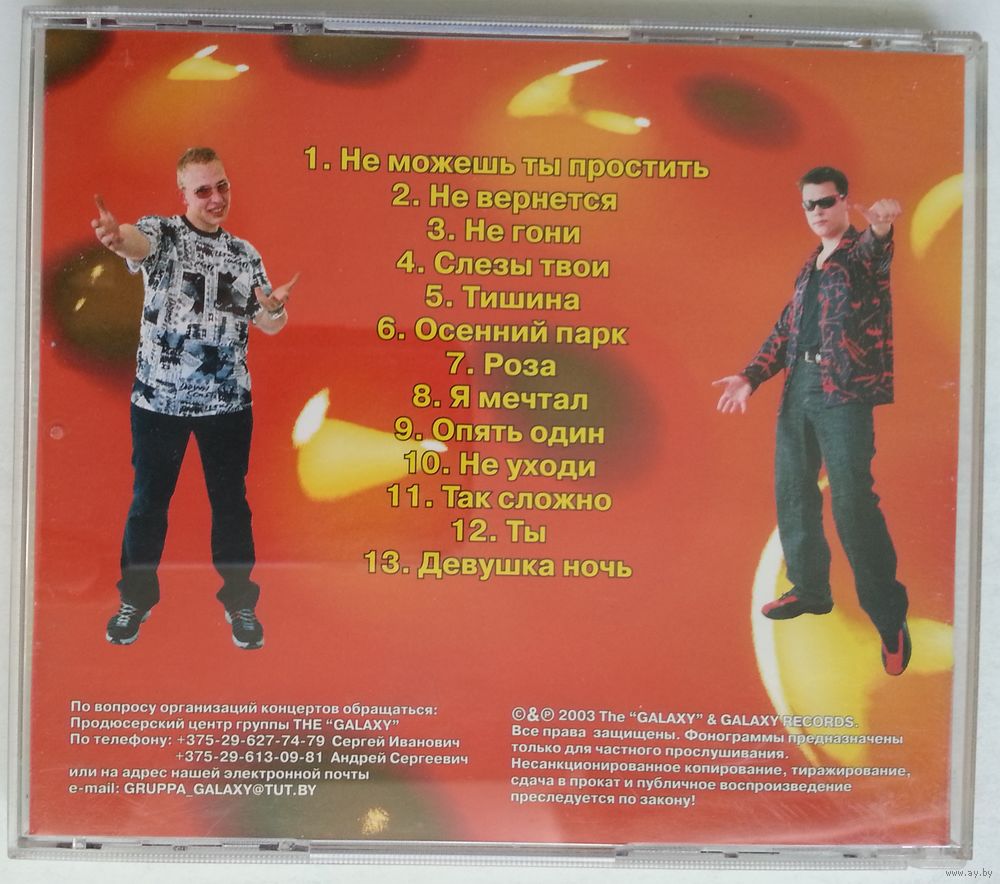 1. Не можешь ты простить
2. Не вернется
3. Не гони
4. Слезы твои
5. Тишина
6. Осенний парк
7. Роза
8. Я мечтал
9. Опять один
10. Не уходи
11. Так сложно
12. Ты
13. Девушка ночь
По вопросу организаций концертов обращаться:
Продюсерский центр группы THE “GALAXY”
По телефону: +375-29-627-74-79 Сергей Иванович
+375-29-613-09-81 Андрей Сергеевич
или на адрес нашей электронной почты
e-mail: GRUPPA_GALAXY@TUT.BY
©&℗ 2003 The “GALAXY” & GALAXY RECORDS.
Все права защищены. Фонограммы предназначены
только для частного прослушивания.
Несанкционированное копирование, тиражирование,
сдача в прокат и публичное воспроизведение
преследуется по закону!
www.ay.by